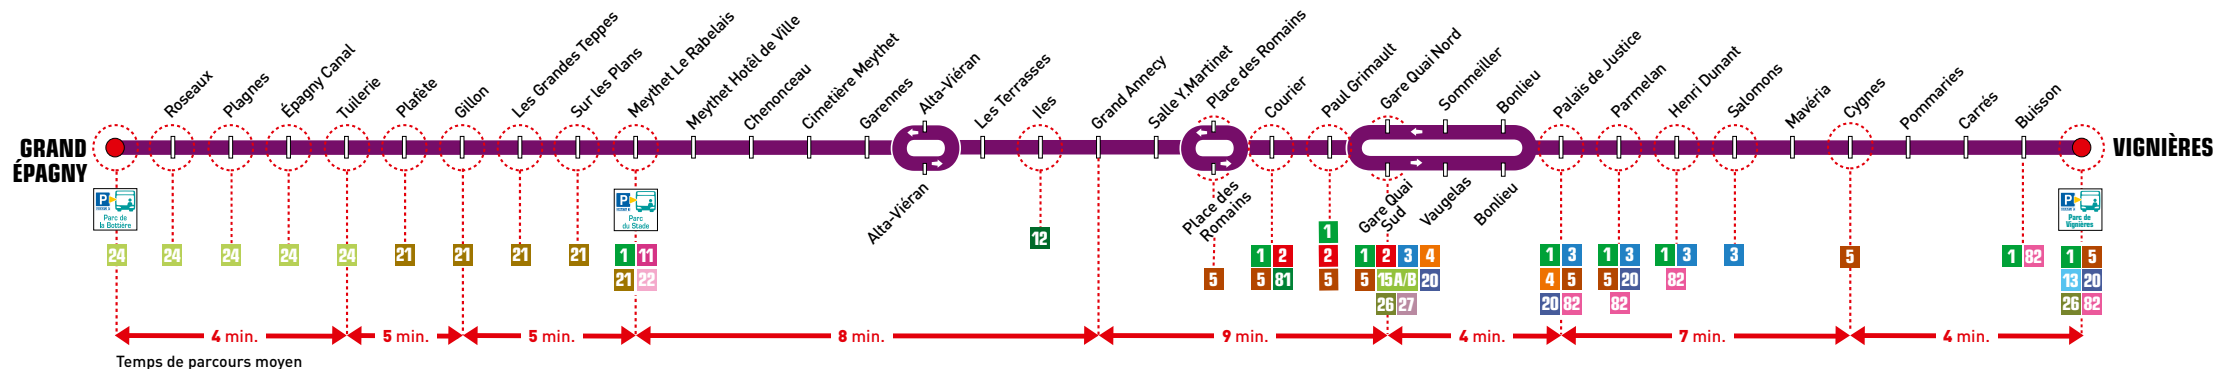 GRAND
ÉPAGNY
Roseaux
Plagnes
Épagny Canal
Tuilerie
Plafète
Gillon
Les Grandes Teppes
Sur les Plans
Meythet Le Rabelais
Meythet Hotêl de Ville
Chenonceau
Cimetière Meythet
Garennes
Alta-Viéran
Alta-Viéran
Les Terrasses
Iles
Grand Annecy
Salle Y.Martinet
Place des Romains
Place des
Romains
Courier
Paul Grimault
Gare Quai Nord
Gare Quai
Sud
Sommeiller
Vaugelas
Bonlieu
Bonlieu
Palais de Justice
Parmelan
Henri Dunant
Salomons
Mavéria
Cygnes
Pommaries
Carrés
Buisson
VIGNIÈRES
P
Parc de
la Bottière
24
24
24
24
24
21
21
21
21
P
Parc
du Stade
1 11
21 22
12
5
1 2
5 81
1
2
5
1 2 3 4
5 15A/B 20
26 27
1 3
4 5
20 82
1 3
5 20
82
1 3
82
3
5
1 82
P
Parc de
Vignières
1 5
13 20
26 82
4 min.
5 min.
5 min.
8 min.
9 min.
4 min.
7 min.
4 min.
Temps de parcours moyen